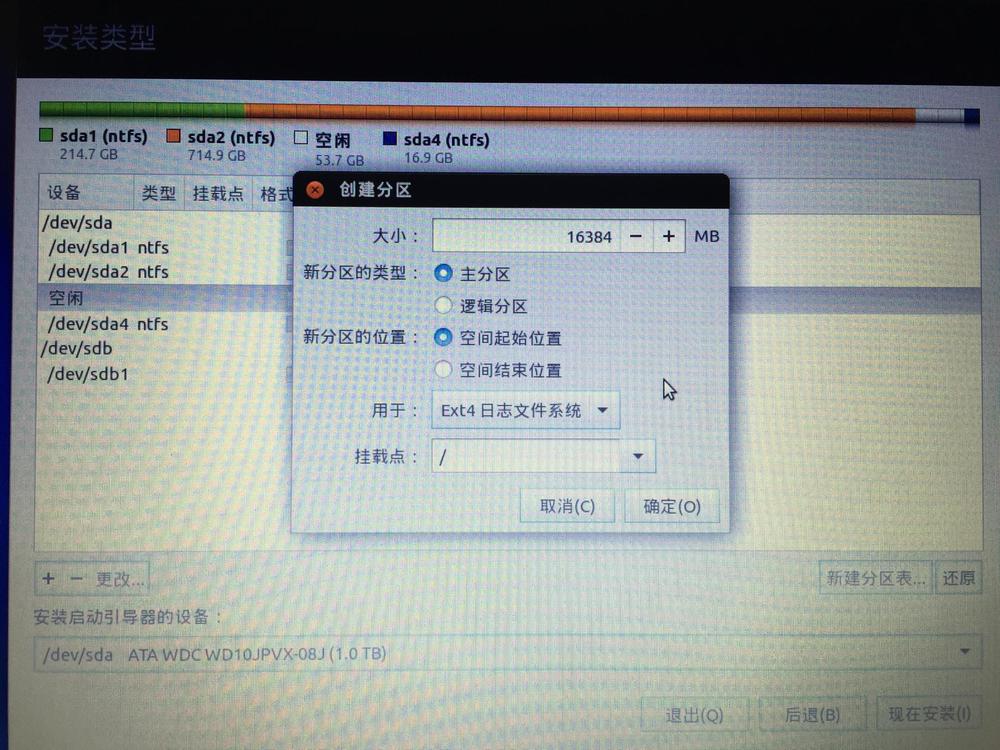 安装类型
sda1 (ntfs) sda2 (ntfs) 空闲 sda4 (ntfs)
214.7 GB 714.9 GB 53.7 GB 16.9 GB
设备 类型 挂载点 格式
/dev/sda
/dev/sda1 ntfs
/dev/sda2 ntfs
空闲
/dev/sda4 ntfs
/dev/sdb
/dev/sdb1
创建分区
大小： 16384 － + MB
新分区的类型： 主分区
逻辑分区
新分区的位置： 空间起始位置
空间结束位置
用于： Ext4 日志文件系统
挂载点： /
取消(C) 确定(O)
+ － 更改... 新建分区表... 还原
安装启动引导器的设备：
/dev/sda ATA WDC WD10JPVX-08J (1.0 TB)
退出(Q) 后退(B) 现在安装(I)